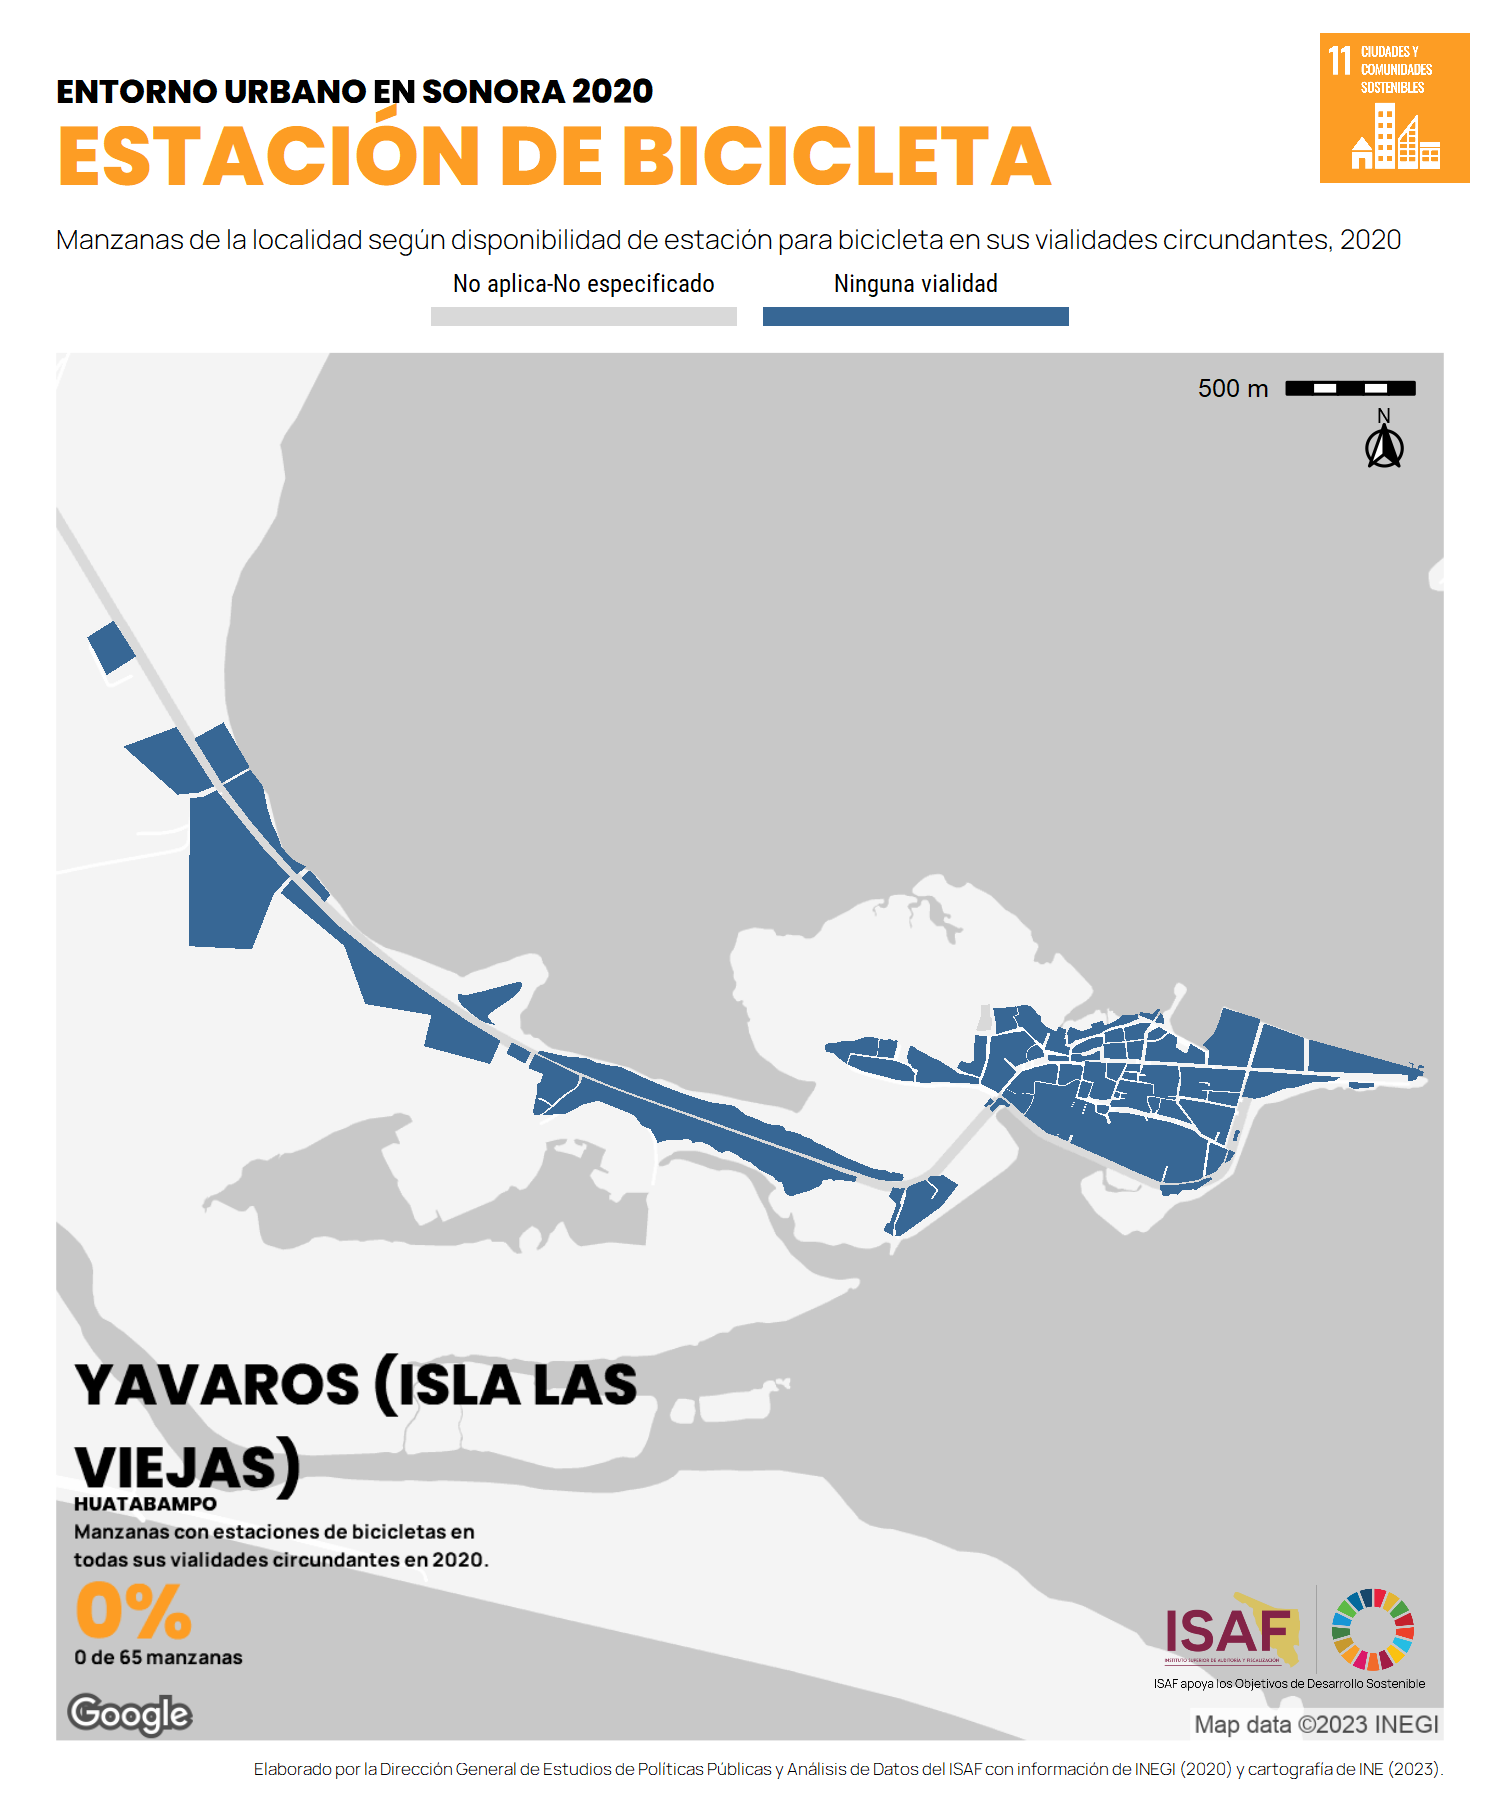 ENTORNO URBANO EN SONORA 2020
ESTACIÓN DE BICICLETA
11 CIUDADES Y
COMUNIDADES
SOSTENIBLES
Manzanas de la localidad según disponibilidad de estación para bicicleta en sus vialidades circundantes, 2020
No aplica-No especificado
Ninguna vialidad
500 m
N
YAVAROS (ISLA LAS
VIEJAS)
HUATABAMPO
Manzanas con estaciones de bicicletas en
todas sus vialidades circundantes en 2020.
0%
0 de 65 manzanas
ISAF
INSTITUTO SUPERIOR DE AUDITORÍA Y FISCALIZACIÓN
ISAF apoya los Objetivos de Desarrollo Sostenible
Google
Map data ©2023 INEGI
Elaborado por la Dirección General de Estudios de Políticas Públicas y Análisis de Datos del ISAF con información de INEGI (2020) y cartografía de INE (2023).